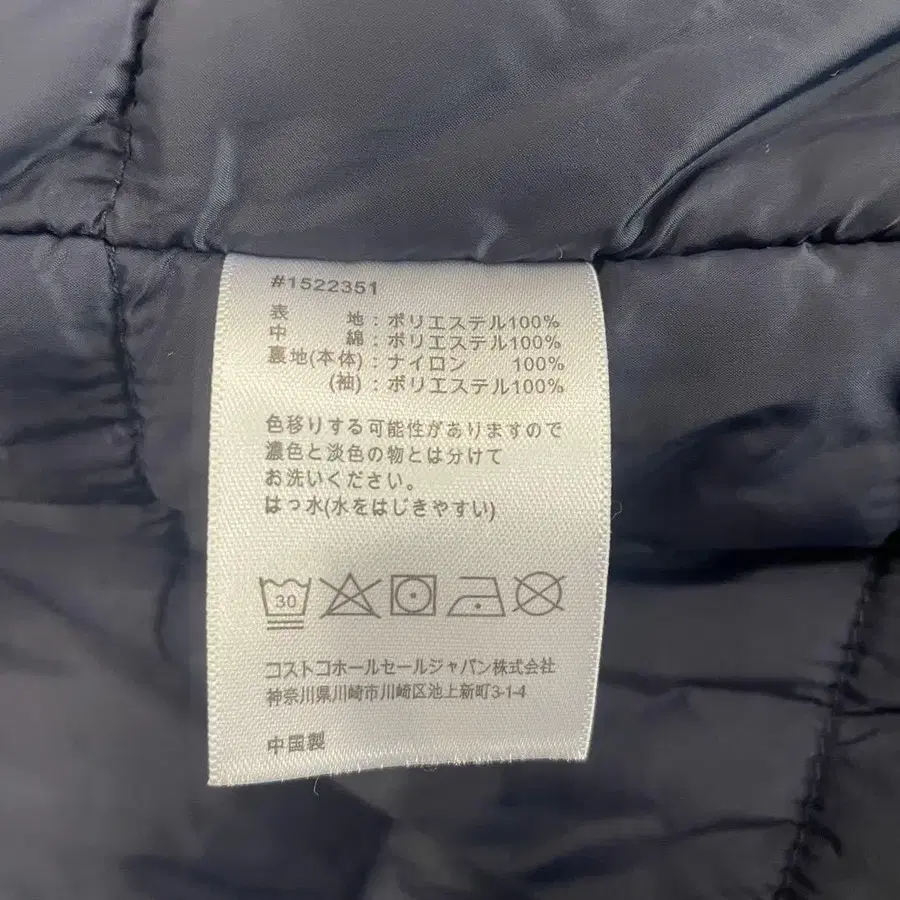 #1522351
表 地:ポリエステル100%
中 綿:ポリエステル100%
裏地(本体):ナイロン 100%
(袖):ポリエステル100%
色移りする可能性がありますので
濃色と淡色の物とは分けて
お洗いください。
はっ水(水をはじきやすい)
30
コストコホールセールジャパン株式会社
神奈川県川崎市川崎区池上新町3-1-4
中国製